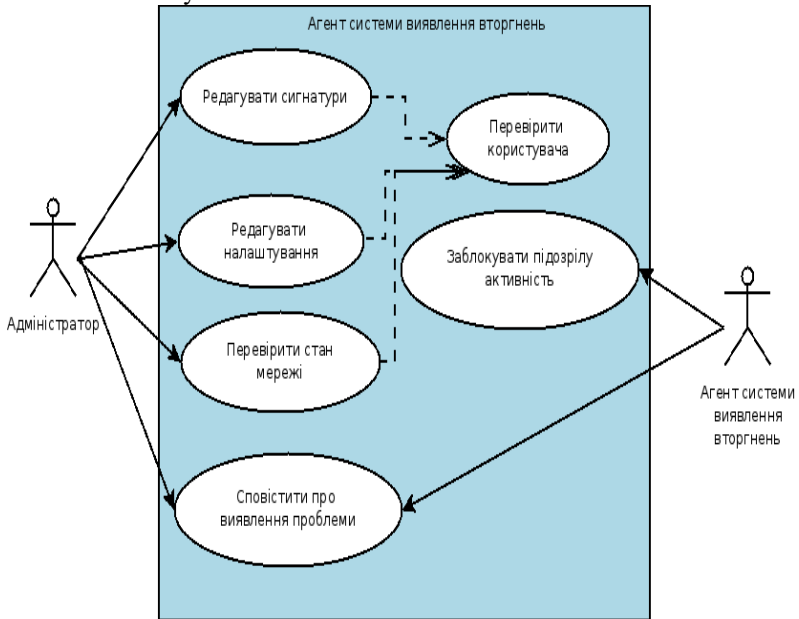 Агент системи виявлення вторгнень
Редагувати сигнатури
Перевірити
користувача
Редагувати
налаштування
Заблокувати підозрілу
активність
Адміністратор
Перевірити стан
мережі
Агент системи
виявлення
вторгнень
Сповістити про
виявлення проблеми